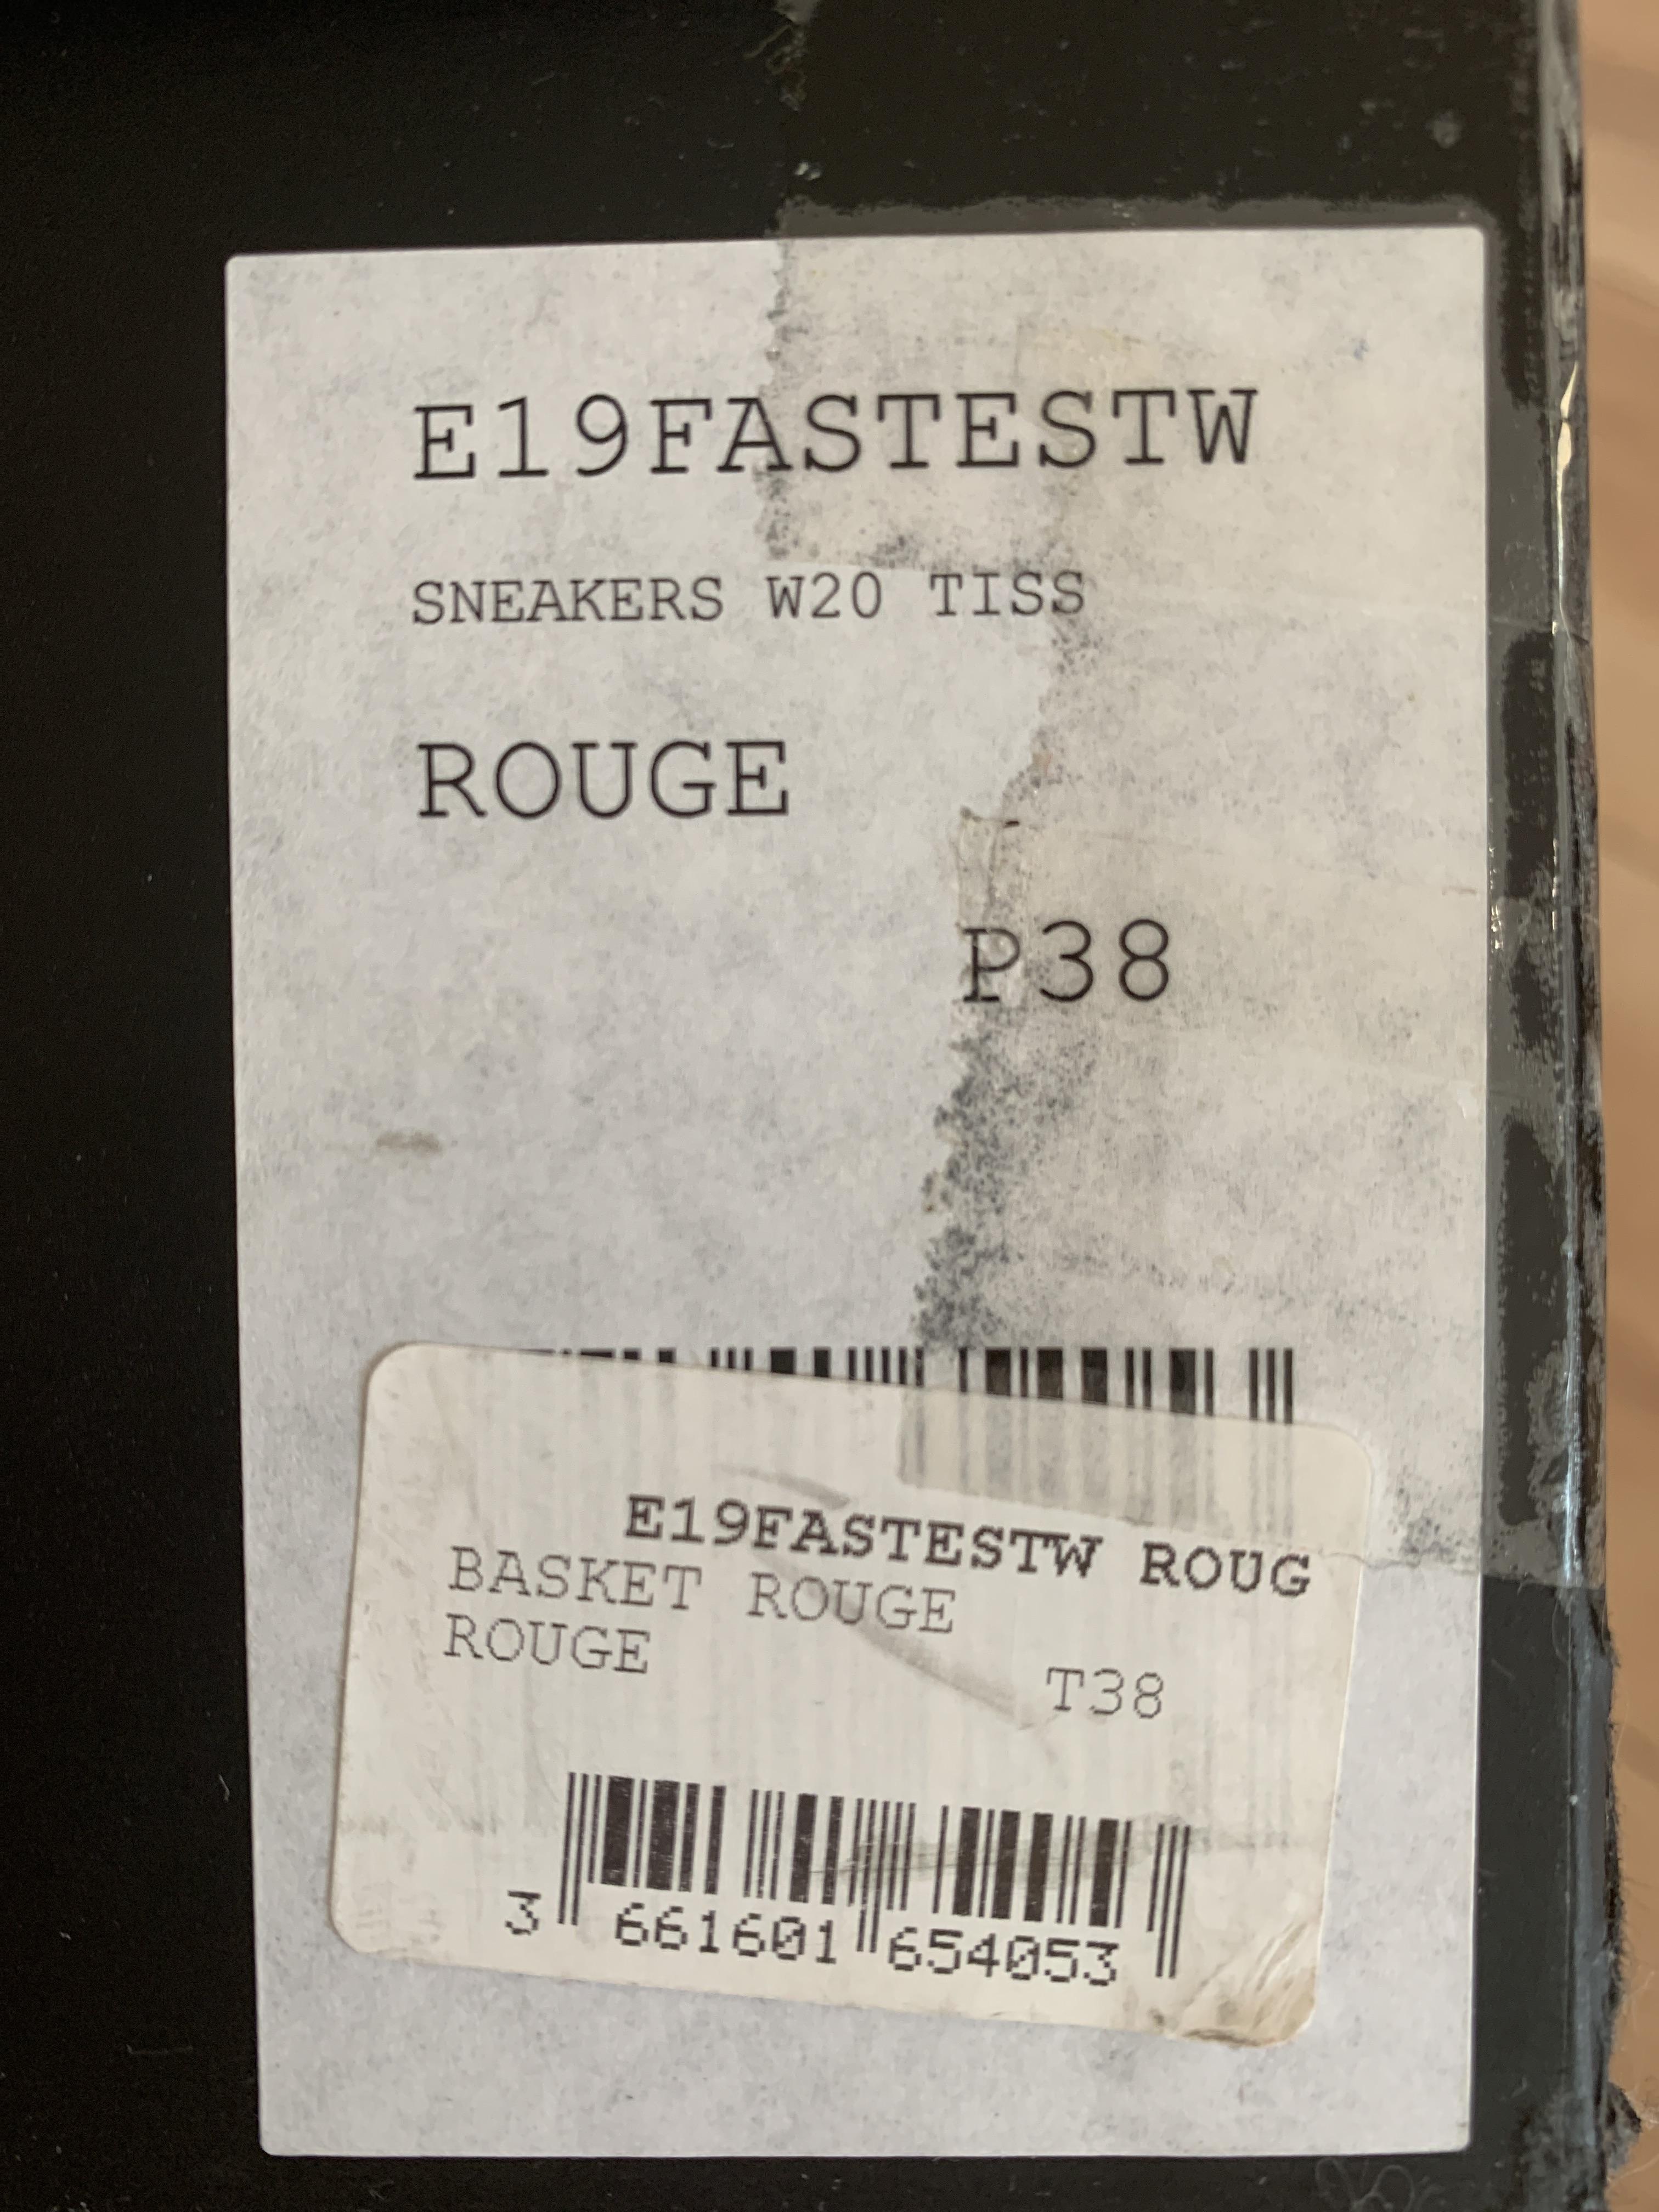 E19FASTESTW
SNEAKERS W20 TISS
ROUGE
P38
E19FASTESTW ROUG
BASKET ROUGE
ROUGE
T38
3 661601 654053